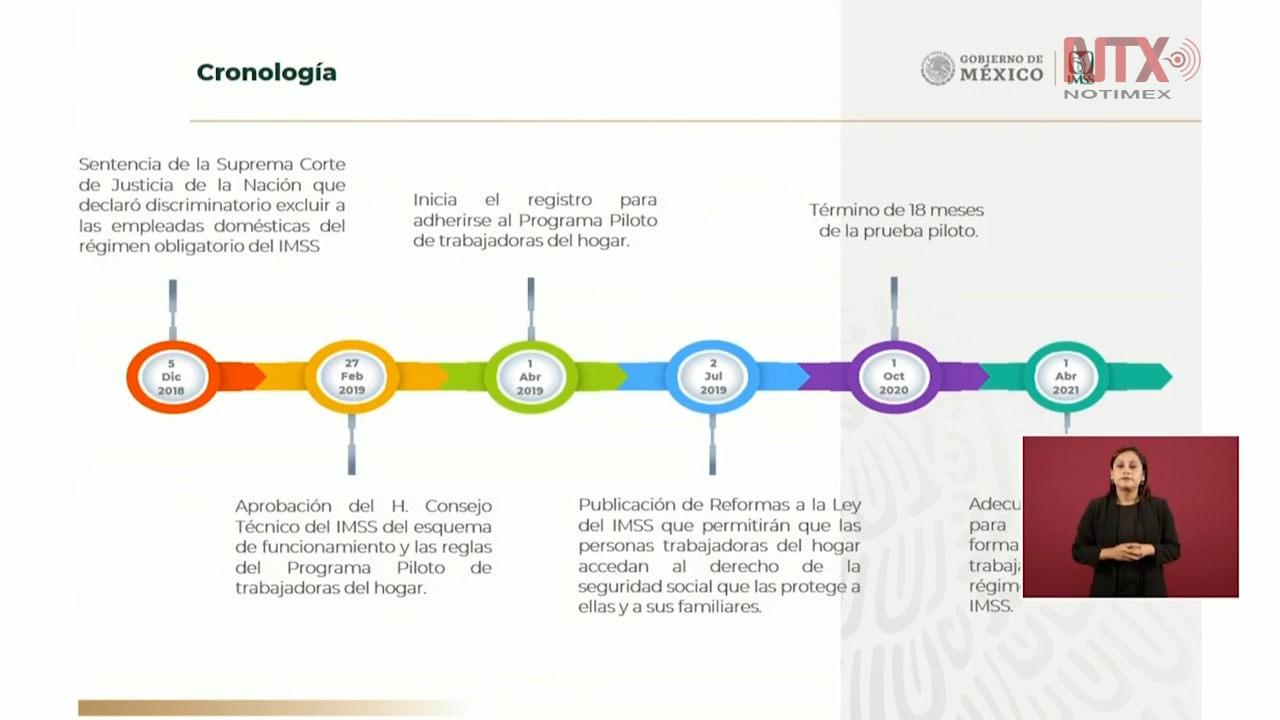 Cronología
GOBIERNO DE
MÉXICO
IMSS
NTX
NOTIMEX
Sentencia de la Suprema Corte
de Justicia de la Nación que
declaró discriminatorio excluir a
las empleadas domésticas del
régimen obligatorio del IMSS
Inicia el registro para
adherirse al Programa Piloto
de trabajadoras del hogar.
Término de 18 meses
de la prueba piloto.
5
Dic
2018
27
Feb
2019
1
Abr
2019
2
Jul
2019
1
Oct
2020
1
Abr
2021
Aprobación del H. Consejo
Técnico del IMSS del esquema
de funcionamiento y las reglas
del Programa Piloto de
trabajadoras del hogar.
Publicación de Reformas a la Ley
del IMSS que permitirán que las
personas trabajadoras del hogar
accedan al derecho de la
seguridad social que las protege a
ellas y a sus familiares.
para
IMSS.